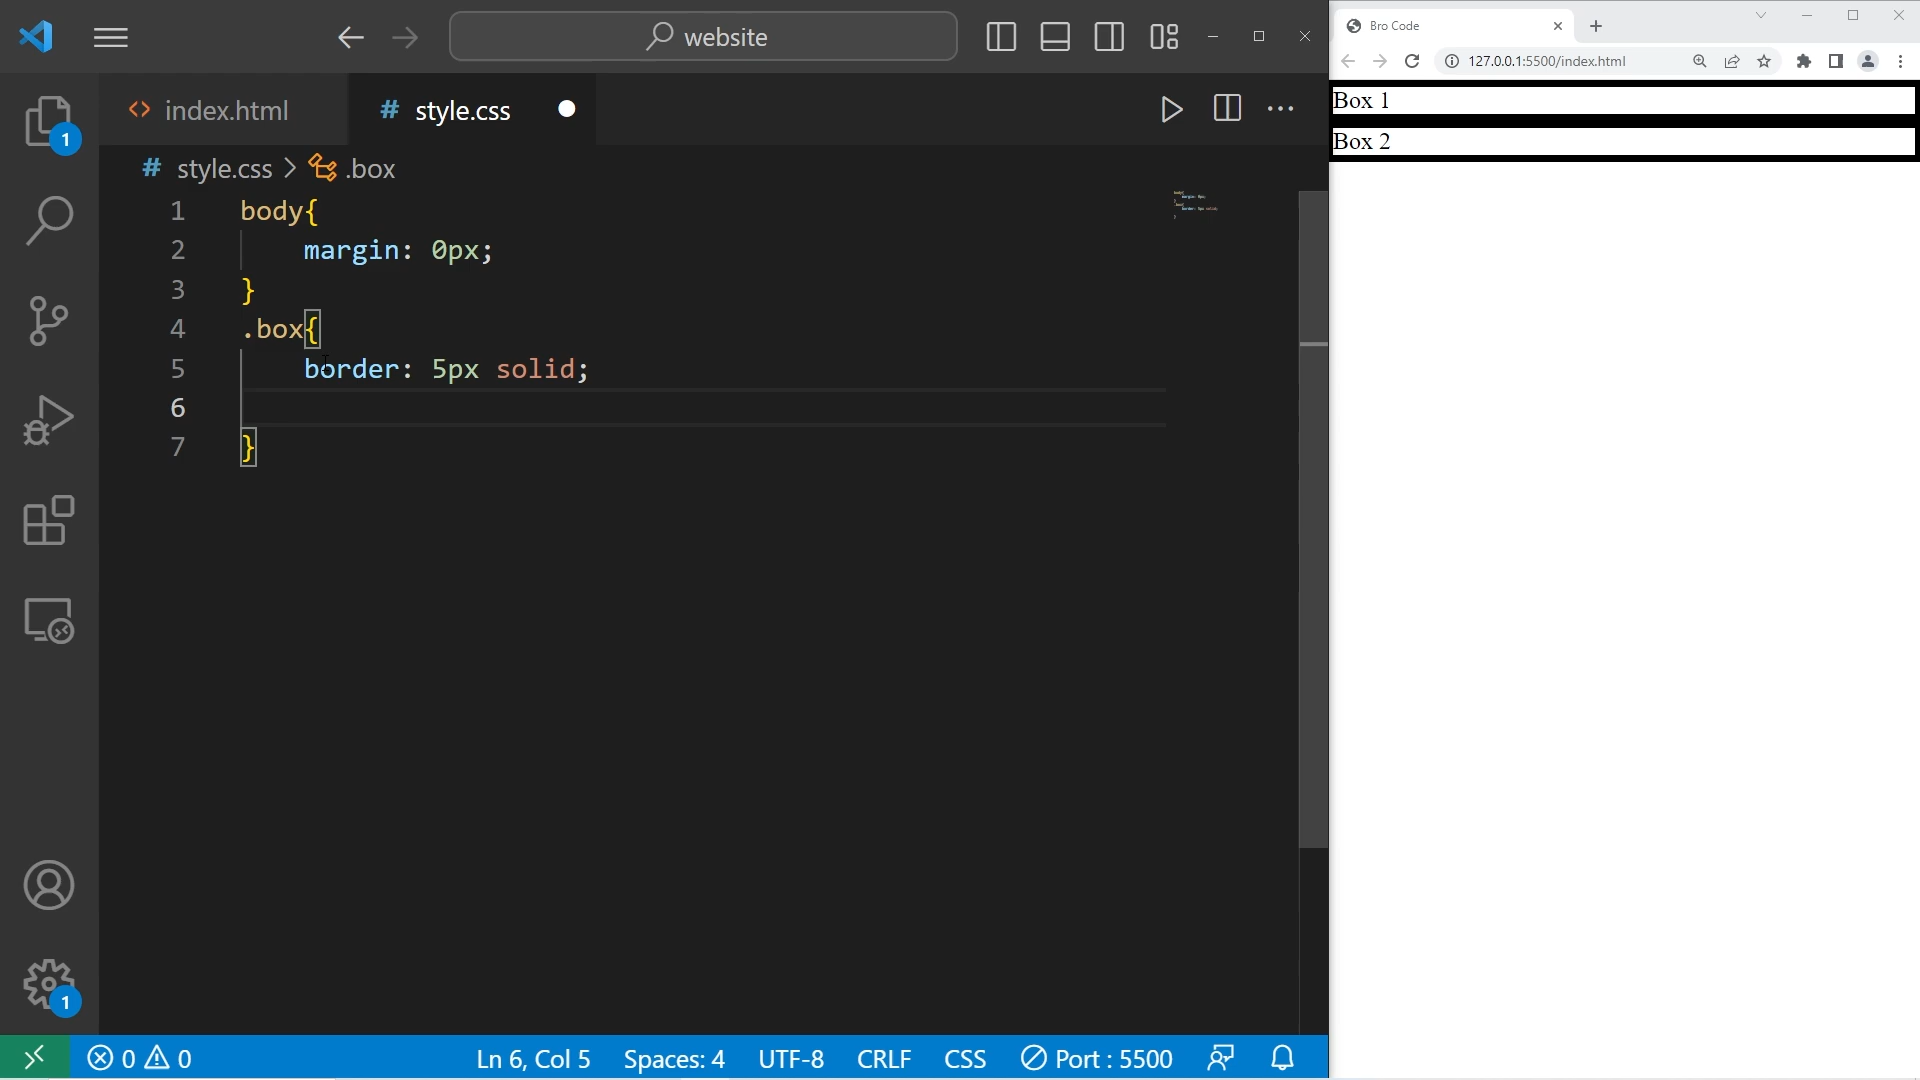 website
index.html
# style.css
# style.css > .box
1 body{
2 margin: 0px;
3 }
4 .box{
5 border: 5px solid;
6
7 }
1
1
0 0
Ln 6, Col 5
Spaces: 4
UTF-8
CRLF
CSS
Port : 5500
Bro Code
127.0.0.1:5500/index.html
Box 1
Box 2